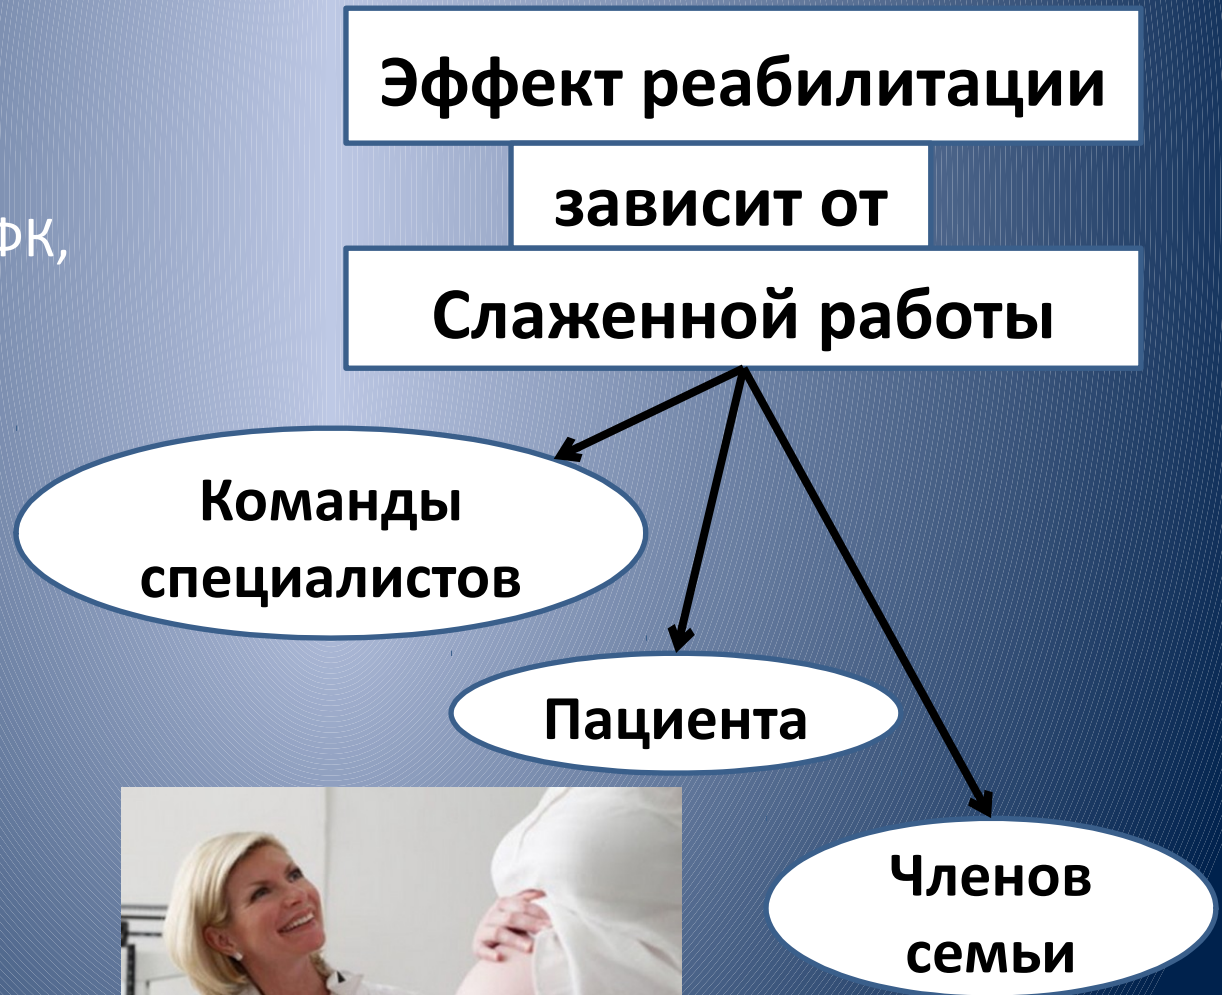 Эффект реабилитации
зависит от
ФК,
Слаженной работы
Команды
специалистов
Пациента
Членов
семьи